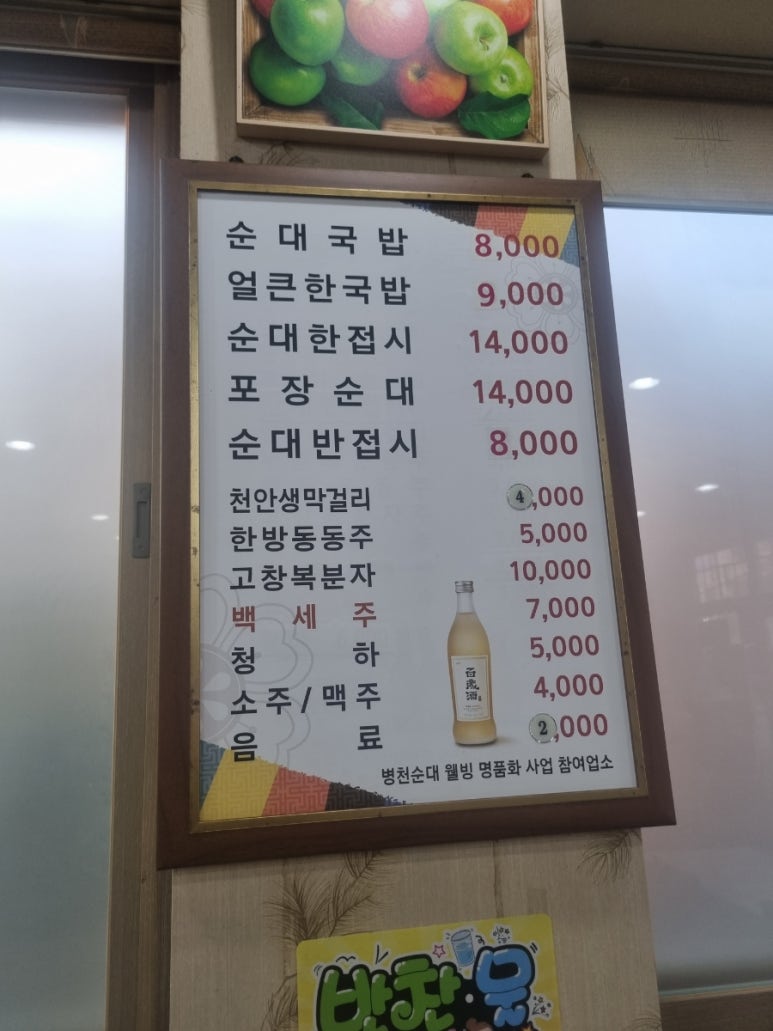 순대국밥 8,000
얼큰한국밥 9,000
순대한접시 14,000
포장순대 14,000
순대반접시 8,000
천안생막걸리 4,000
한방동동주 5,000
고창복분자 10,000
백세주 7,000
청하 5,000
소주/맥주 4,000
음료 2,000
百歲酒
병천순대 웰빙 명품화 사업 참여업소
반찬·물